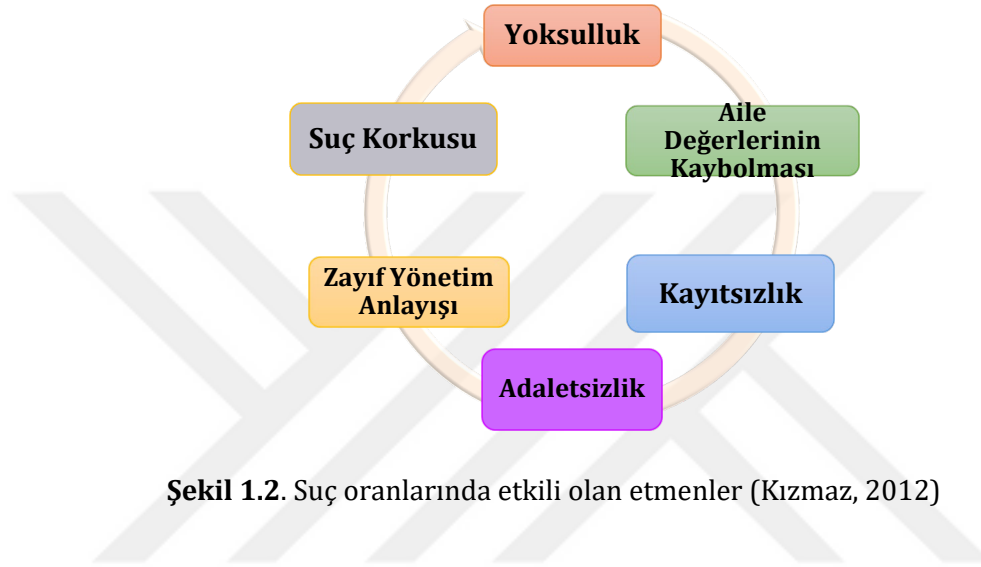 Yoksulluk
Aile
Değerlerinin
Kaybolması
Kayıtsızlık
Adaletsizlik
Zayıf Yönetim
Anlayışı
Suç Korkusu
Şekil 1.2. Suç oranlarında etkili olan etmenler (Kızmaz, 2012)